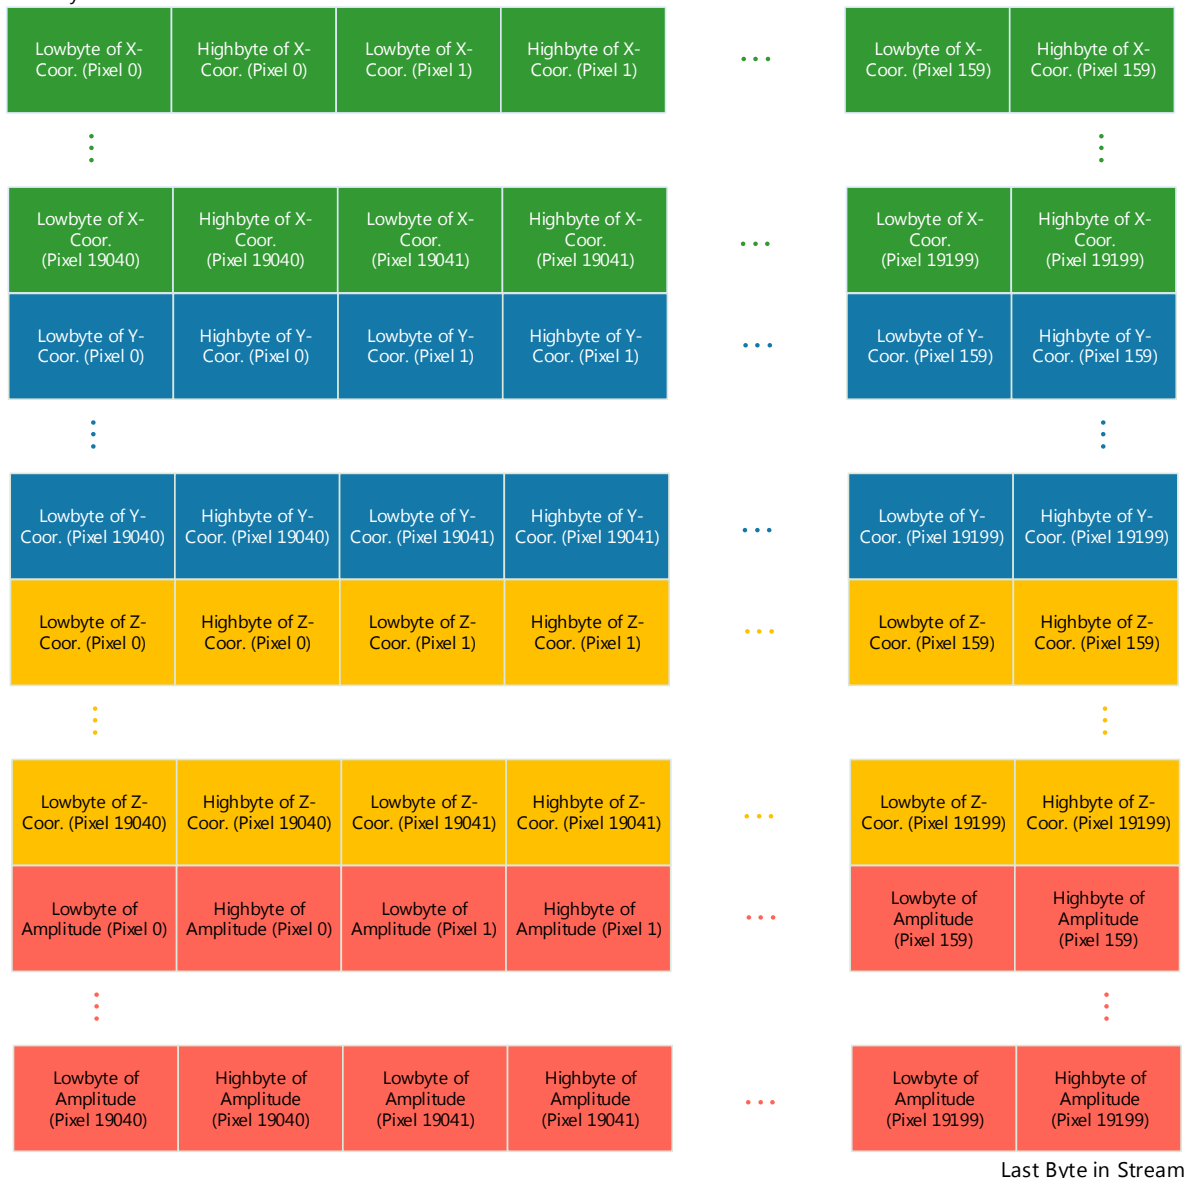 Lowbyte of X-
Coor. (Pixel 0)
Highbyte of X-
Coor. (Pixel 0)
Lowbyte of X-
Coor. (Pixel 1)
Highbyte of X-
Coor. (Pixel 1)
...
Lowbyte of X-
Coor. (Pixel 159)
Highbyte of X-
Coor. (Pixel 159)
Lowbyte of X-
Coor.
(Pixel 19040)
Highbyte of X-
Coor.
(Pixel 19040)
Lowbyte of X-
Coor.
(Pixel 19041)
Highbyte of X-
Coor.
(Pixel 19041)
...
Lowbyte of X-
Coor.
(Pixel 19199)
Highbyte of X-
Coor.
(Pixel 19199)
Lowbyte of Y-
Coor. (Pixel 0)
Highbyte of Y-
Coor. (Pixel 0)
Lowbyte of Y-
Coor. (Pixel 1)
Highbyte of Y-
Coor. (Pixel 1)
...
Lowbyte of Y-
Coor. (Pixel 159)
Highbyte of Y-
Coor. (Pixel 159)
Lowbyte of Y-
Coor. (Pixel 19040)
Highbyte of Y-
Coor. (Pixel 19040)
Lowbyte of Y-
Coor. (Pixel 19041)
Highbyte of Y-
Coor. (Pixel 19041)
...
Lowbyte of Y-
Coor. (Pixel 19199)
Highbyte of Y-
Coor. (Pixel 19199)
Lowbyte of Z-
Coor. (Pixel 0)
Highbyte of Z-
Coor. (Pixel 0)
Lowbyte of Z-
Coor. (Pixel 1)
Highbyte of Z-
Coor. (Pixel 1)
...
Lowbyte of Z-
Coor. (Pixel 159)
Highbyte of Z-
Coor. (Pixel 159)
Lowbyte of Z-
Coor. (Pixel 19040)
Highbyte of Z-
Coor. (Pixel 19040)
Lowbyte of Z-
Coor. (Pixel 19041)
Highbyte of Z-
Coor. (Pixel 19041)
...
Lowbyte of Z-
Coor. (Pixel 19199)
Highbyte of Z-
Coor. (Pixel 19199)
Lowbyte of
Amplitude (Pixel 0)
Highbyte of
Amplitude (Pixel 0)
Lowbyte of
Amplitude (Pixel 1)
Highbyte of
Amplitude (Pixel 1)
...
Lowbyte of
Amplitude
(Pixel 159)
Highbyte of
Amplitude
(Pixel 159)
Lowbyte of
Amplitude
(Pixel 19040)
Highbyte of
Amplitude
(Pixel 19040)
Lowbyte of
Amplitude
(Pixel 19041)
Highbyte of
Amplitude
(Pixel 19041)
...
Lowbyte of
Amplitude
(Pixel 19199)
Highbyte of
Amplitude
(Pixel 19199)
Last Byte in Stream